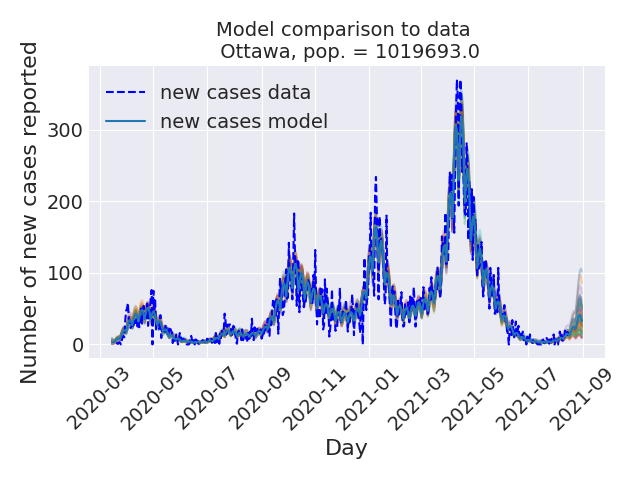 Model comparison to data
Ottawa, pop. = 1019693.0
Number of new cases reported
new cases data
new cases model
300
200
100
0
2020-03
2020-05
2020-07
2020-09
2020-11
2021-01
2021-03
2021-05
2021-07
2021-09
Day